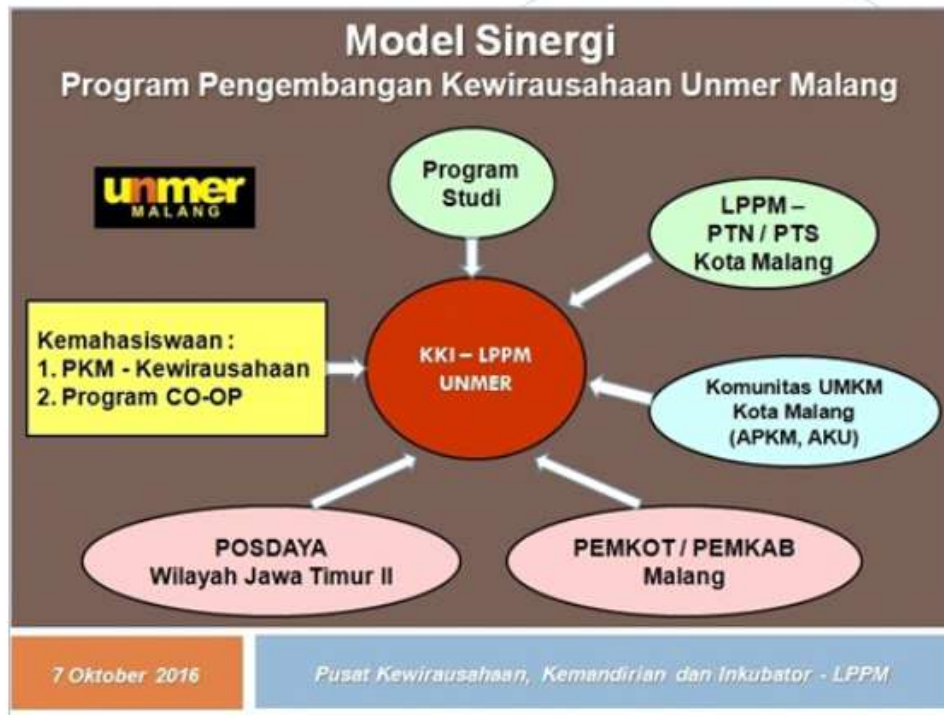 Model Sinergi
Program Pengembangan Kewirausahaan Unmer Malang
unmer
MALANG
Program
Studi
LPPM –
PTN / PTS
Kota Malang
Kemahasiswaan :
1. PKM - Kewirausahaan
2. Program CO-OP
KKI – LPPM
UNMER
Komunitas UMKM
Kota Malang
(APKM, AKU)
POSDAYA
Wilayah Jawa Timur II
PEMKOT / PEMKAB
Malang
7 Oktober 2016
Pusat Kewirausahaan, Kemandirian dan Inkubator - LPPM